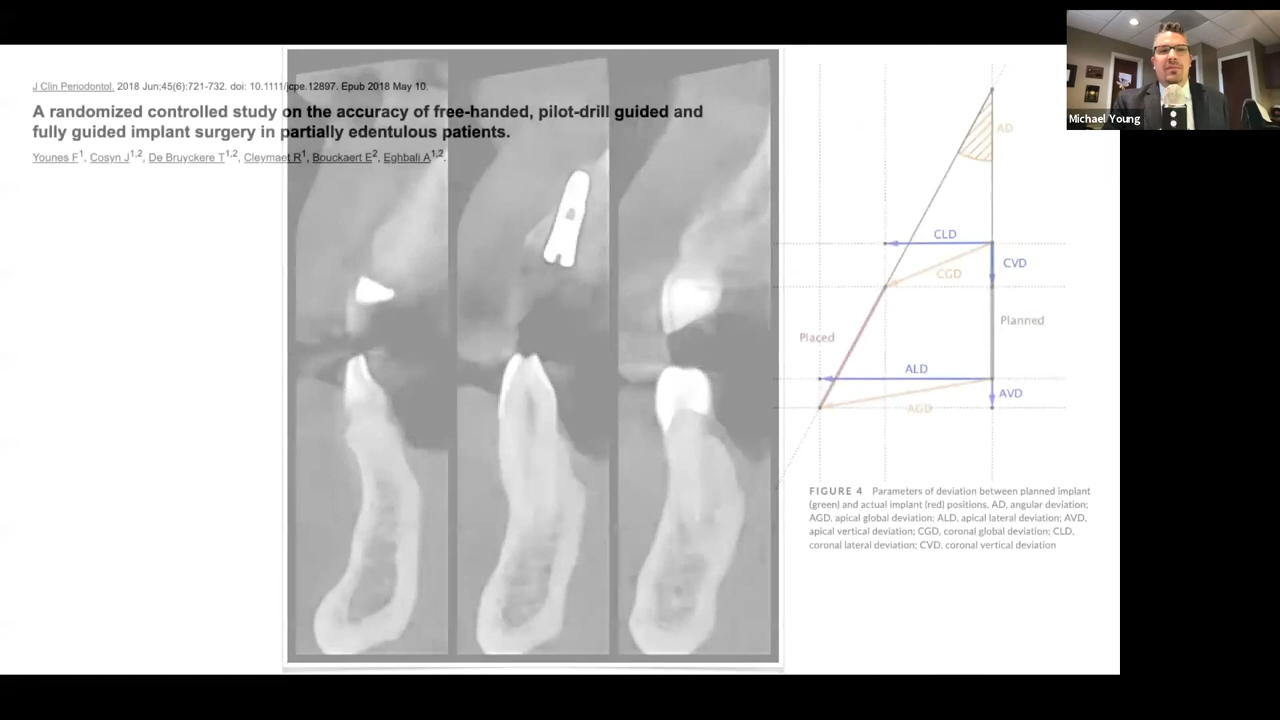 J Clin Periodontol. 2018 Jun;45(6):721-732. doi: 10.1111/jcpe.12897. Epub 2018 May 10.
A randomized controlled study on the accuracy of free-handed, pilot-drill guided and
fully guided implant surgery in partially edentulous patients.
Younes F1, Cosyn J1,2, De Bruyckere T1,2, Cleymaet R1, Bouckaert E2, Eghbali A1,2.
Michael Young
AD
CLD
CVD
CGD
Planned
Placed
ALD
AVD
AGD
FIGURE 4 Parameters of deviation between planned implant
(green) and actual implant (red) positions. AD, angular deviation;
AGD, apical global deviation; ALD, apical lateral deviation; AVD,
apical vertical deviation; CGD, coronal global deviation; CLD,
coronal lateral deviation; CVD, coronal vertical deviation